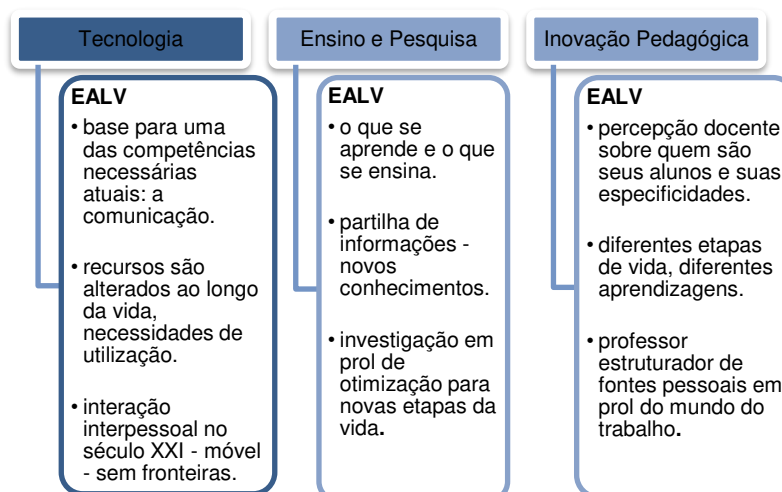 Tecnologia
EALV
• base para uma
das competências
necessárias
atuais: a
comunicação.
• recursos são
alterados ao longo
da vida,
necessidades de
utilização.
• interação
interpessoal no
século XXI - móvel
- sem fronteiras.
Ensino e Pesquisa
EALV
• o que se
aprende e o que
se ensina.
• partilha de
informações -
novos
conhecimentos.
• investigação em
prol de
otimização para
novas etapas da
vida.
Inovação Pedagógica
EALV
• percepção docente
sobre quem são
seus alunos e suas
especificidades.
• diferentes etapas
de vida, diferentes
aprendizagens.
• professor
estruturador de
fontes pessoais em
prol do mundo do
trabalho.